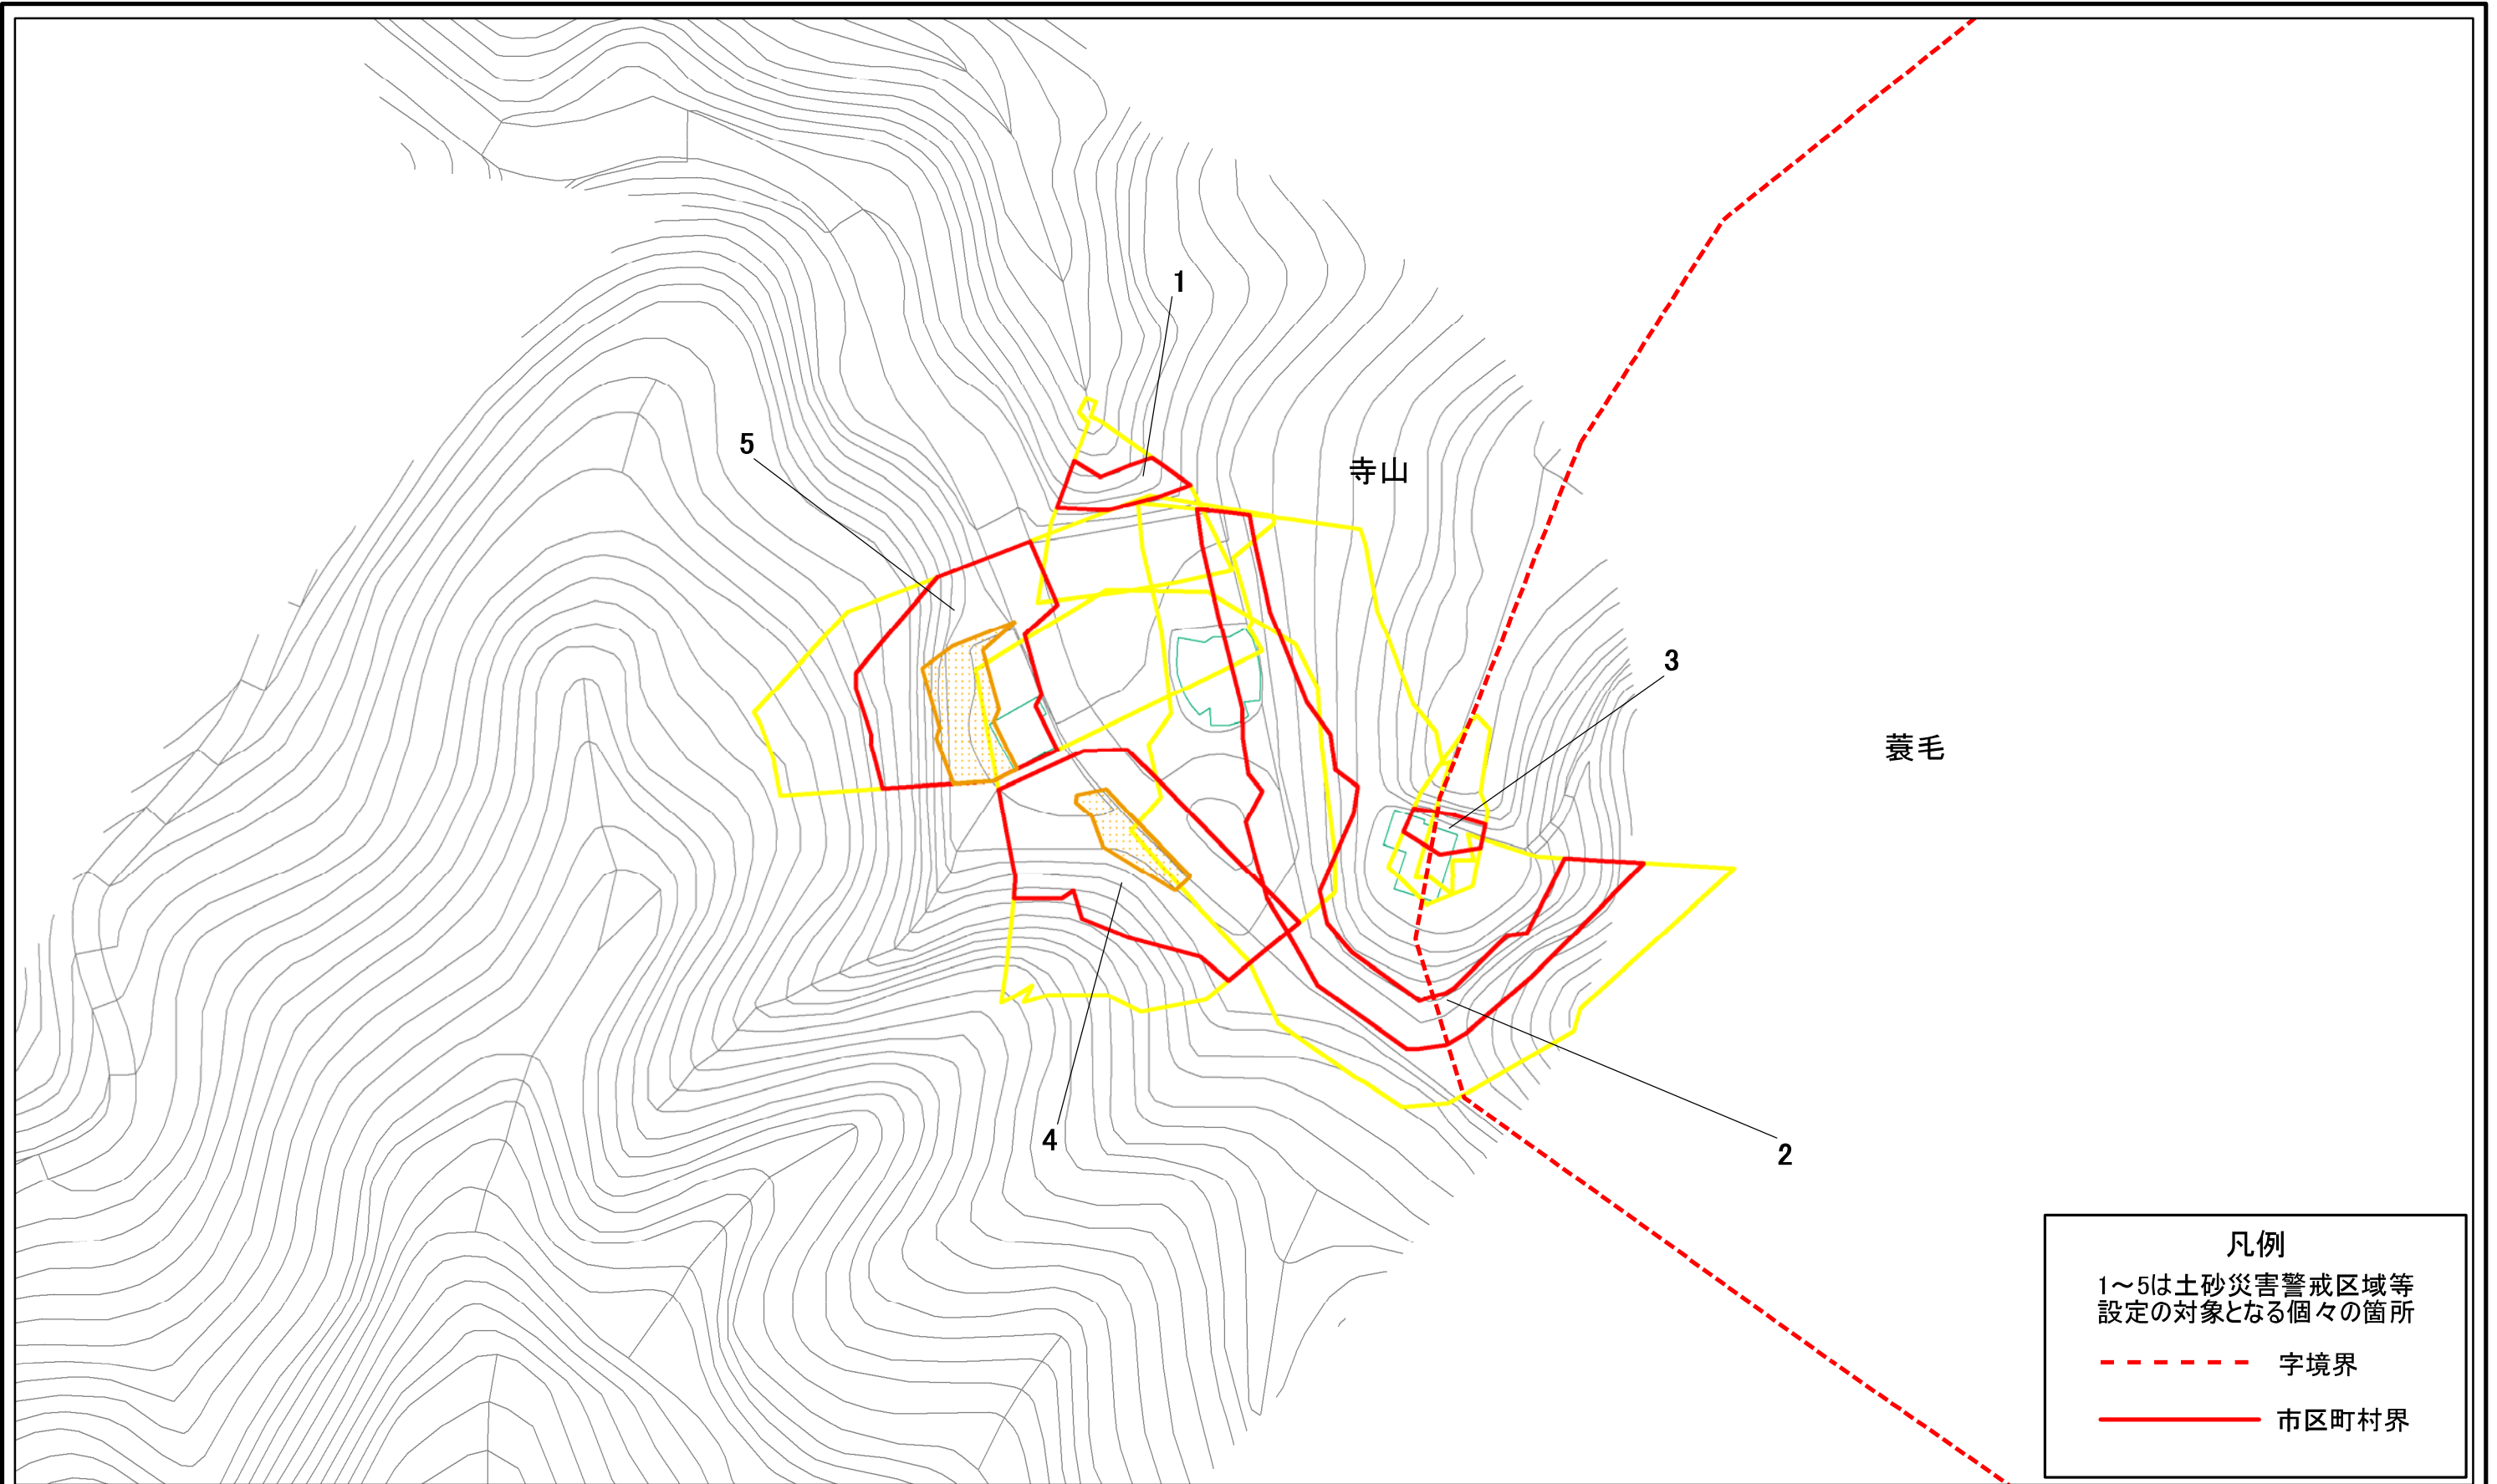 1
5
寺山
3
蓑毛
4
2
凡例
1～5は土砂災害警戒区域等
設定の対象となる個々の箇所
字境界
市区町村界